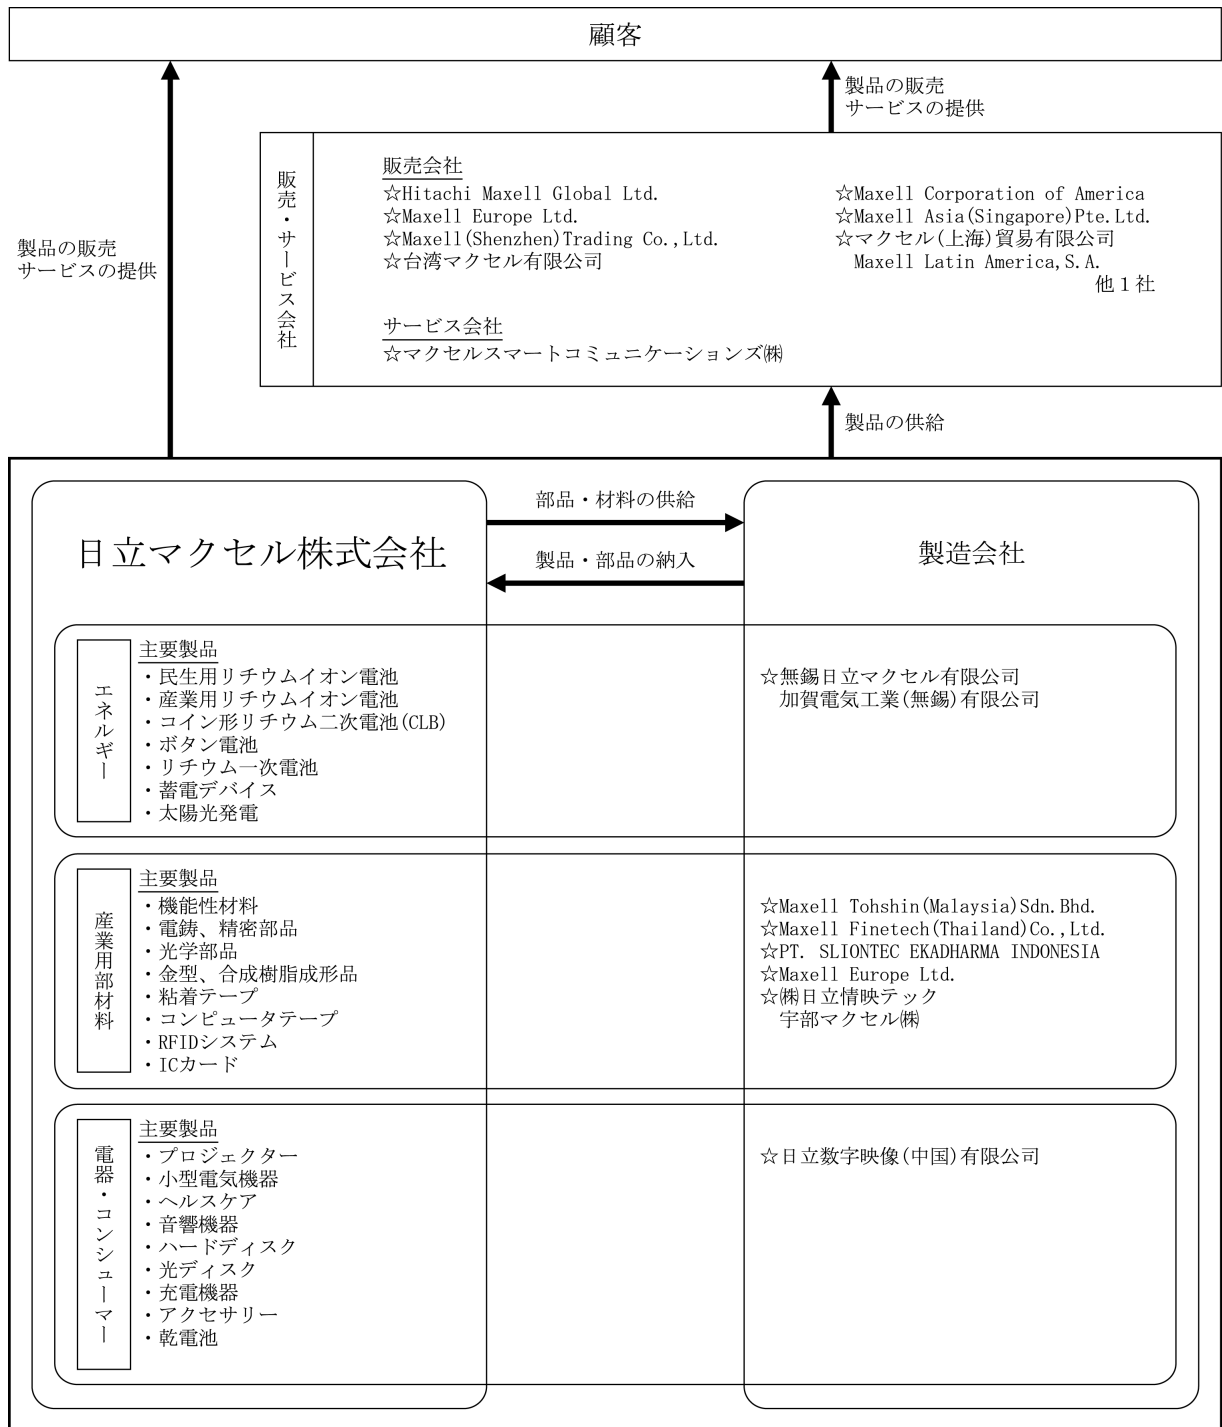 顧客
製品の販売
サービスの提供
製品の販売
サービスの提供
販売・サービス会社
販売会社
☆Hitachi Maxell Global Ltd.
☆Maxell Europe Ltd.
☆Maxell(Shenzhen)Trading Co.,Ltd.
☆台湾マクセル有限公司
☆Maxell Corporation of America
☆Maxell Asia(Singapore)Pte.Ltd.
☆マクセル(上海)貿易有限公司
Maxell Latin America,S.A.
他１社
サービス会社
☆マクセルスマートコミュニケーションズ㈱
製品の供給
日立マクセル株式会社
部品・材料の供給
製品・部品の納入
製造会社
エネルギー
主要製品
・民生用リチウムイオン電池
・産業用リチウムイオン電池
・コイン形リチウム二次電池(CLB)
・ボタン電池
・リチウム一次電池
・蓄電デバイス
・太陽光発電
☆無錫日立マクセル有限公司
加賀電気工業(無錫)有限公司
産業用部材料
主要製品
・機能性材料
・電鋳、精密部品
・光学部品
・金型、合成樹脂成形品
・粘着テープ
・コンピュータテープ
・RFIDシステム
・ICカード
☆Maxell Tohshin(Malaysia)Sdn.Bhd.
☆Maxell Finetech(Thailand)Co.,Ltd.
☆PT. SLIONTEC EKADHARMA INDONESIA
☆Maxell Europe Ltd.
☆㈱日立情映テック
宇部マクセル㈱
電器・コンシューマー
主要製品
・プロジェクター
・小型電気機器
・ヘルスケア
・音響機器
・ハードディスク
・光ディスク
・充電機器
・アクセサリー
・乾電池
☆日立数字映像(中国)有限公司